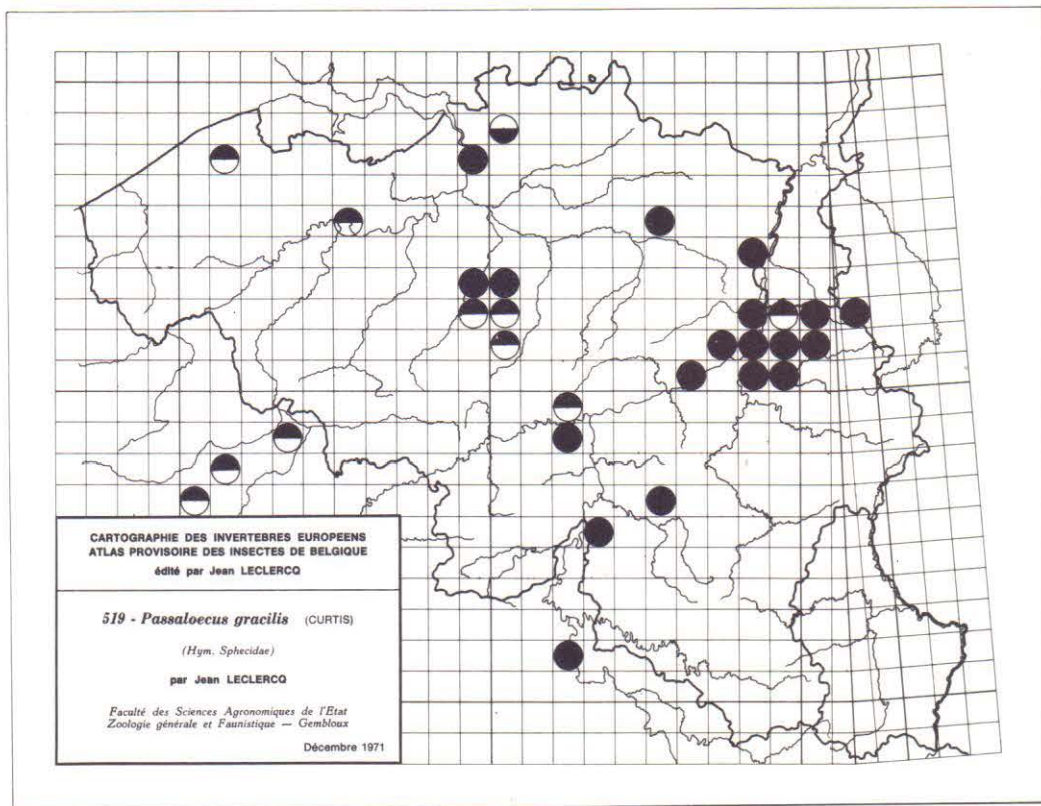 CARTOGRAPHIE DES INVERTEBRES EUROPEENS
ATLAS PROVISOIRE DES INSECTES DE BELGIQUE
édité par Jean LECLERCQ
519 - Passaloecus gracilis (CURTIS)
(Hym. Sphecidae)
par Jean LECLERCQ
Faculté des Sciences Agronomiques de l'Etat
Zoologie générale et Faunistique — Gembloux
Décembre 1971